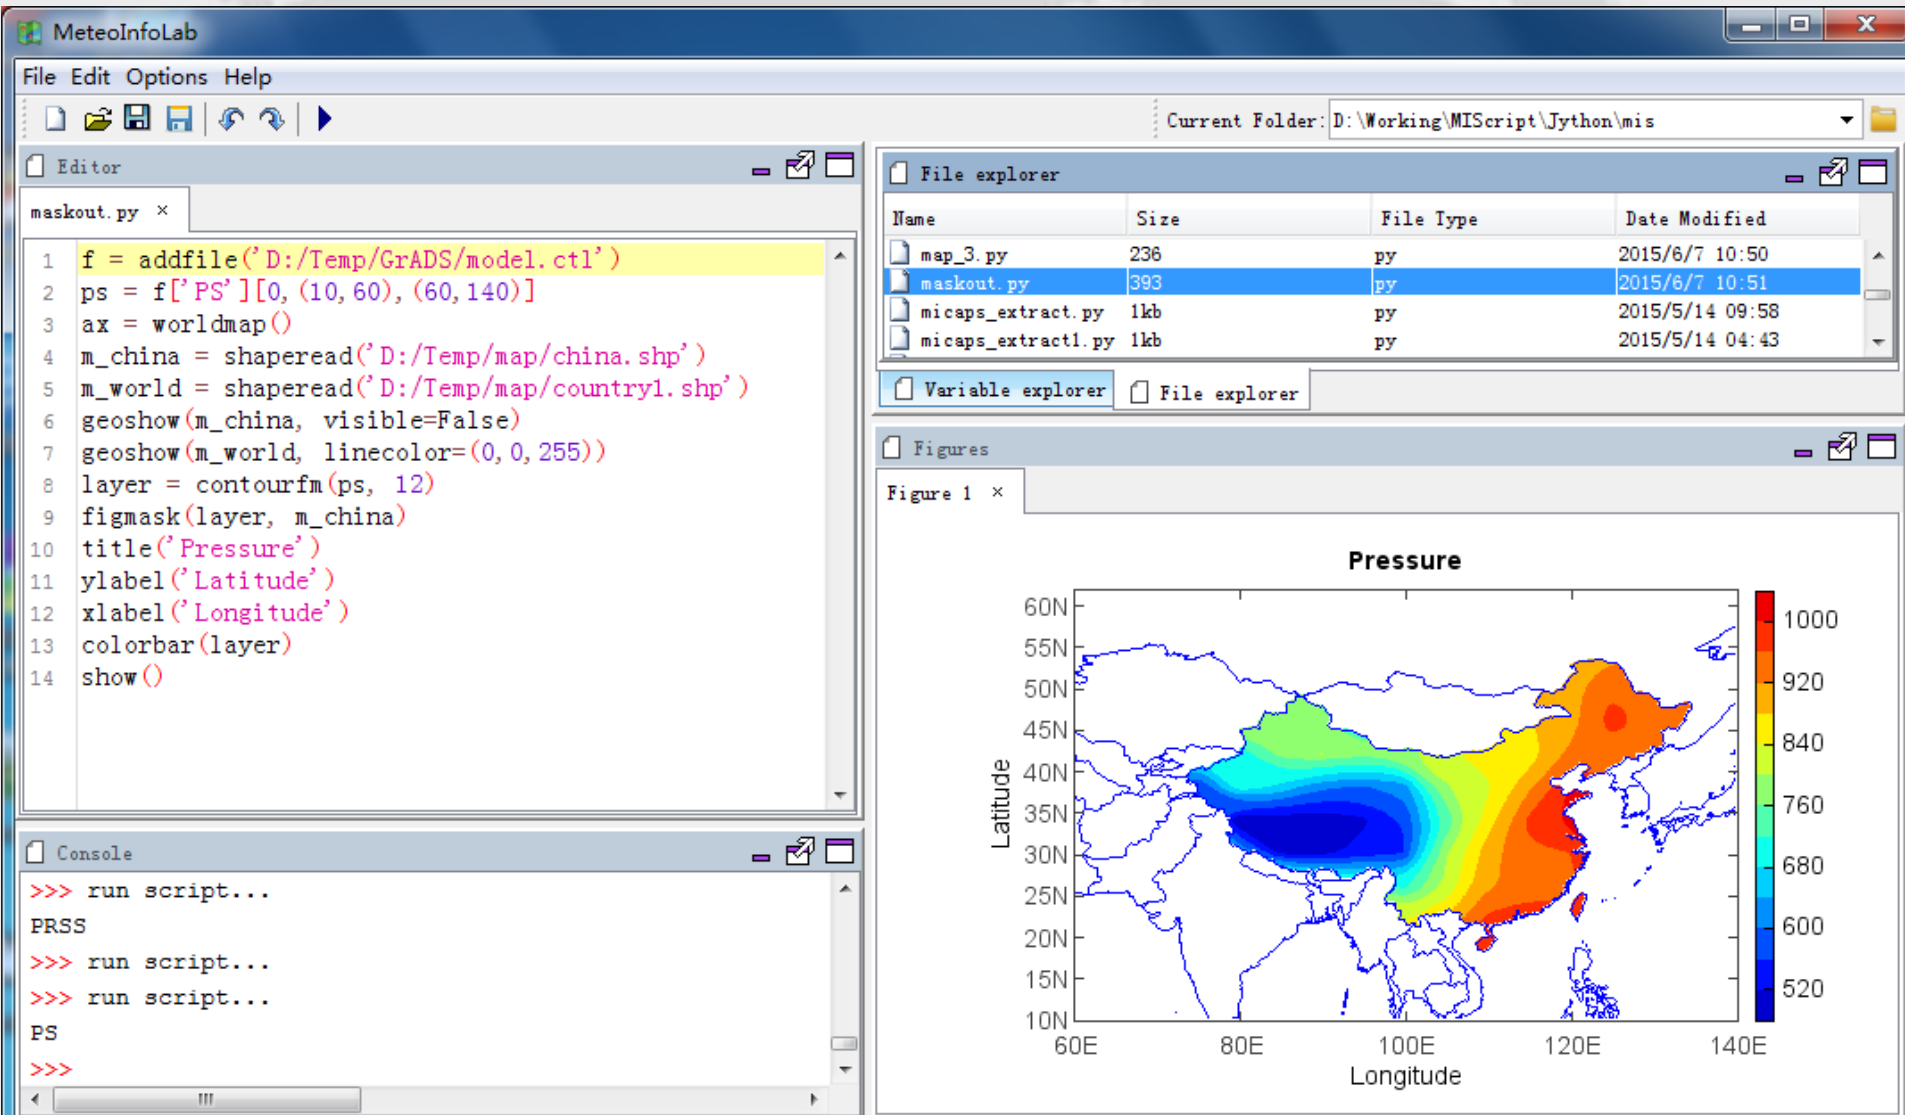 MeteoInfoLab
File Edit Options Help
Current Folder: D:\Working\MIScript\Jython\mis
Editor
maskout.py ×
1 f = addfile('D:/Temp/GrADS/model.ctl')
2 ps = f['PS'][0,(10,60),(60,140)]
3 ax = worldmap()
4 m_china = shaperead('D:/Temp/map/china.shp')
5 m_world = shaperead('D:/Temp/map/country1.shp')
6 geoshow(m_china, visible=False)
7 geoshow(m_world, linecolor=(0,0,255))
8 layer = contourfm(ps, 12)
9 figmask(layer, m_china)
10 title('Pressure')
11 ylabel('Latitude')
12 xlabel('Longitude')
13 colorbar(layer)
14 show()
Console
>>> run script...
PRSS
>>> run script...
>>> run script...
PS
>>>
File explorer
Name Size File Type Date Modified
map_3.py 236 py 2015/6/7 10:50
maskout.py 393 py 2015/6/7 10:51
micaps_extract.py 1kb py 2015/5/14 09:58
micaps_extract1.py 1kb py 2015/5/14 04:43
Variable explorer File explorer
Figures
Figure 1 ×
Pressure
60N
55N
50N
45N
40N
35N
30N
25N
20N
15N
10N
Latitude
60E 80E 100E 120E 140E
Longitude
1000
920
840
760
680
600
520